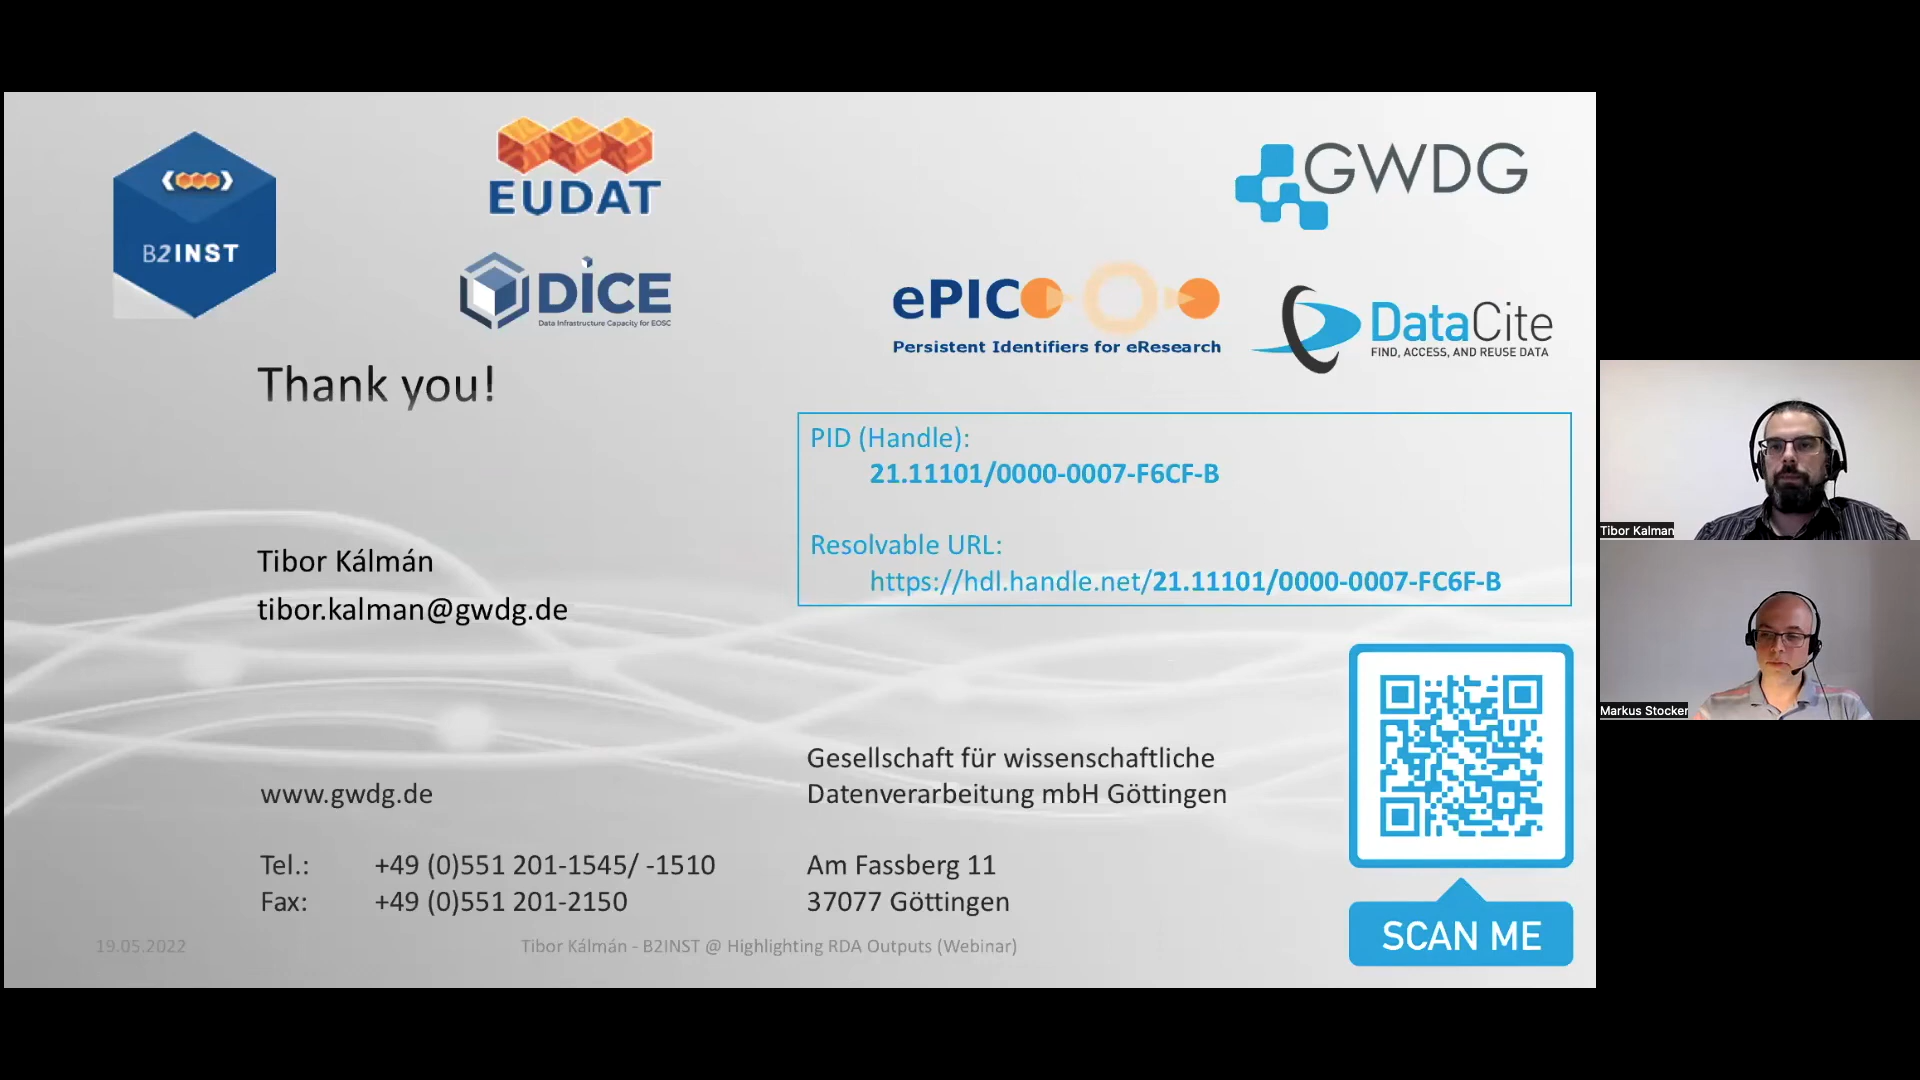 B2INST
EUDAT
DICE
Data Infrastructure Capacity for EOSC
GWDG
ePIC
Persistent Identifiers for eResearch
DataCite
FIND, ACCESS, AND REUSE DATA
Thank you!
PID (Handle):
21.11101/0000-0007-F6CF-B
Resolvable URL:
https://hdl.handle.net/21.11101/0000-0007-FC6F-B
Tibor Kálmán
tibor.kalman@gwdg.de
www.gwdg.de
Tel.: +49 (0)551 201-1545/ -1510
Fax: +49 (0)551 201-2150
Gesellschaft für wissenschaftliche
Datenverarbeitung mbH Göttingen
Am Fassberg 11
37077 Göttingen
SCAN ME
19.05.2022
Tibor Kálmán - B2INST @ Highlighting RDA Outputs (Webinar)
Tibor Kalman
Markus Stocker